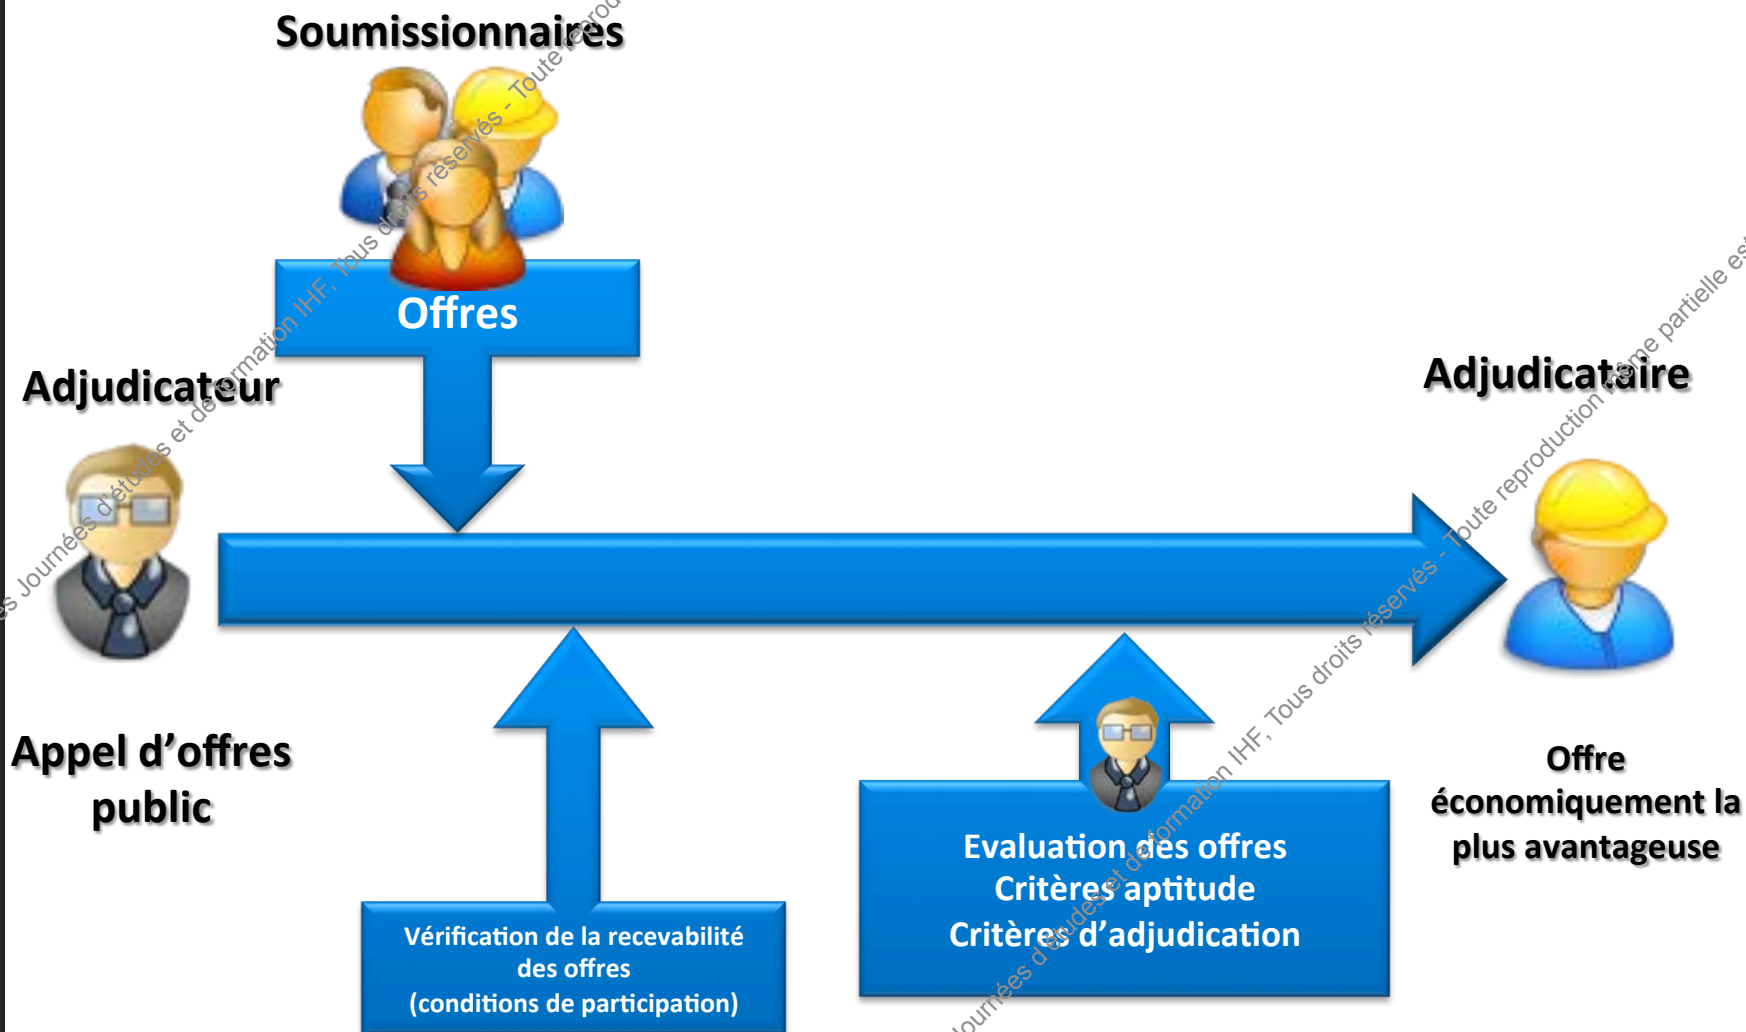 Soumissionnaires
Offres
Adjudicateur
Adjudicataire
Appel d’offres
public
Offre
économiquement la
plus avantageuse
Evaluation des offres
Critères aptitude
Critères d’adjudication
Vérification de la recevabilité
des offres
(conditions de participation)
es Journées d'études et de formation IHF, Tous droits réservés - Toute reprod
Journées d'études et de formation IHF, Tous droits réservés - Toute reproduction même partielle est